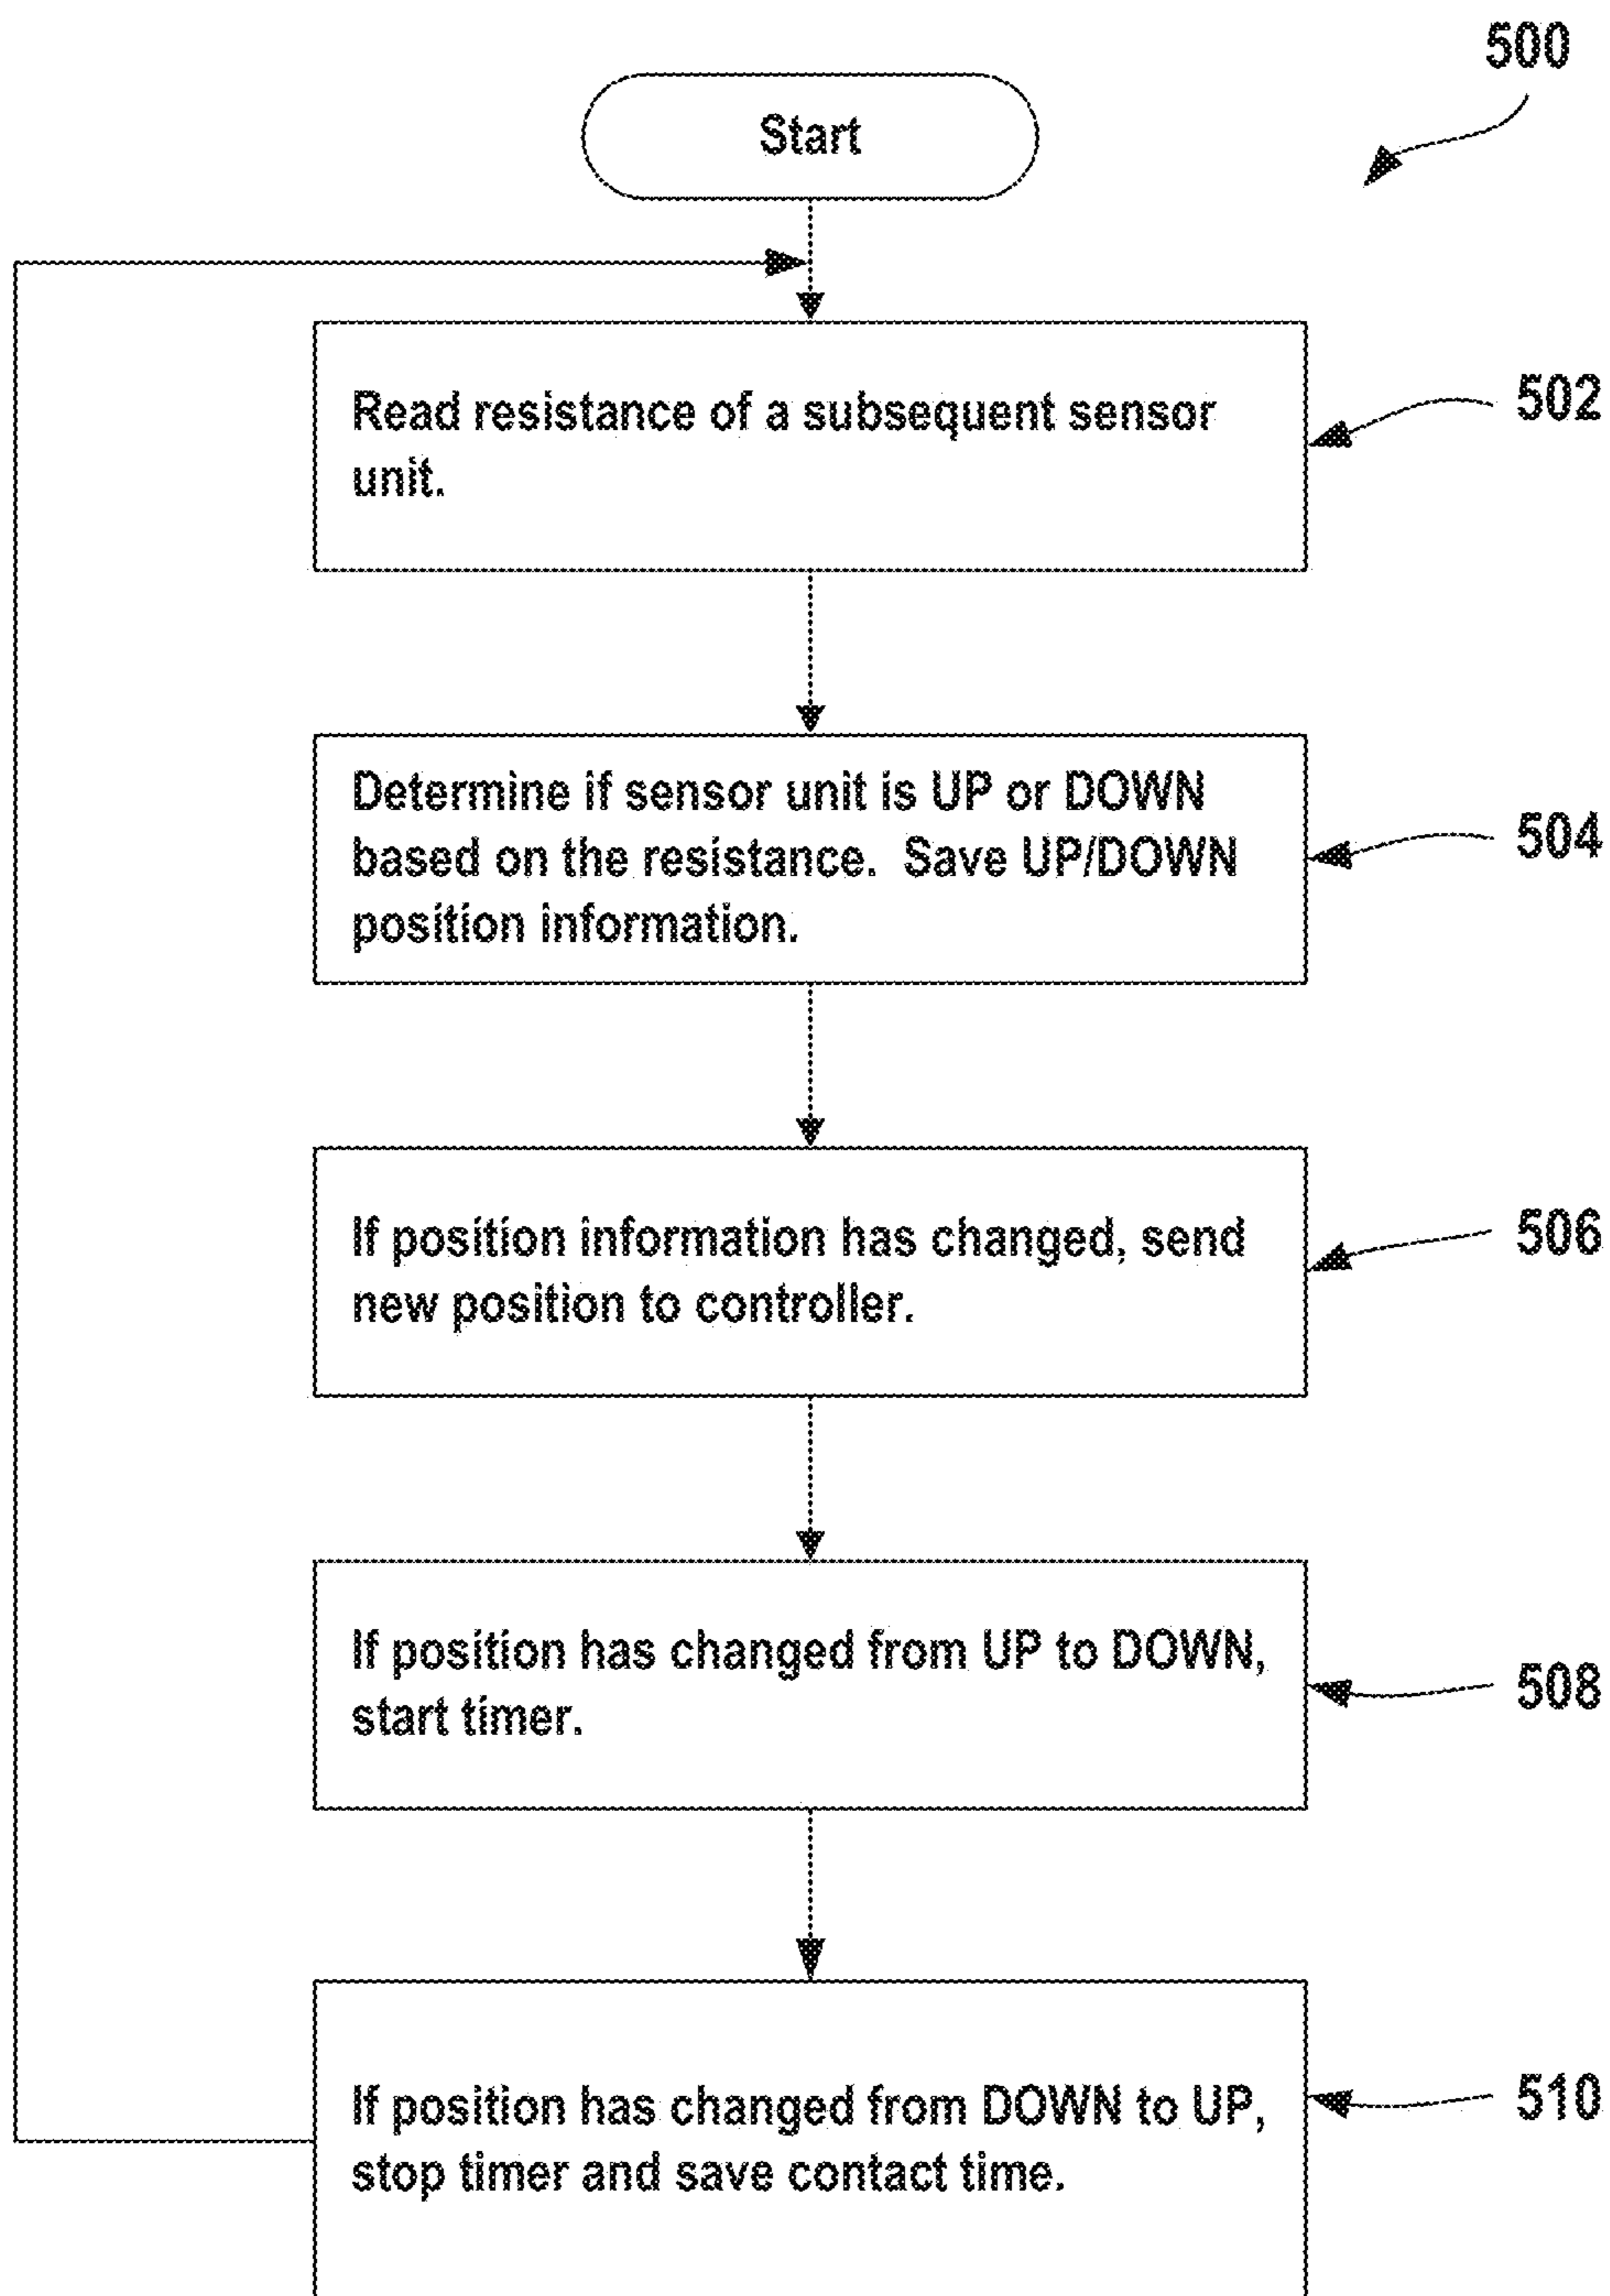 500
Start
Read resistance of a subsequent sensor
unit.
502
Determine if sensor unit is UP or DOWN
based on the resistance.  Save UP/DOWN
position information.
504
If position information has changed, send
new position to controller.
506
If position has changed from UP to DOWN,
start timer.
508
If position has changed from DOWN to UP,
stop timer and save contact time.
510